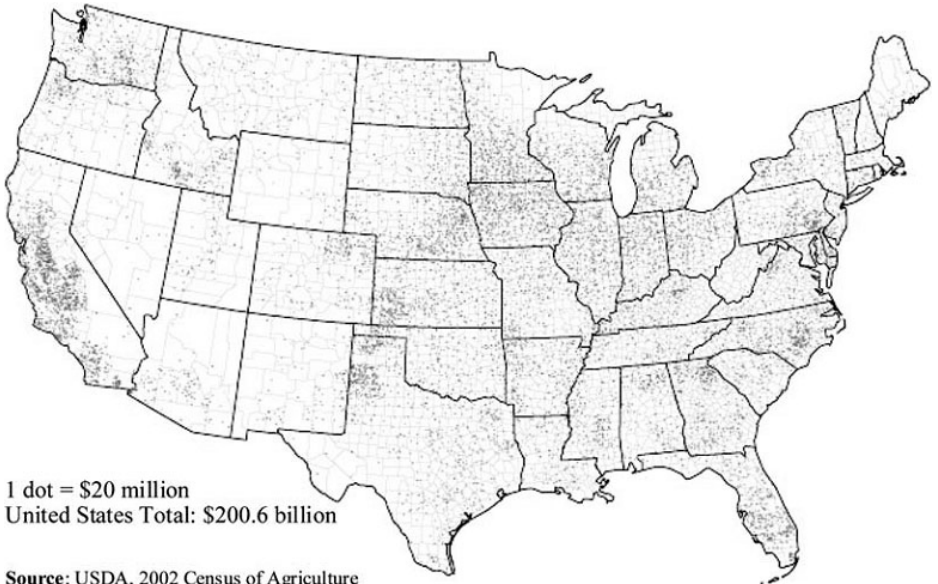 1 dot = $20 million
United States Total: $200.6 billion
Source: USDA, 2002 Census of Agriculture